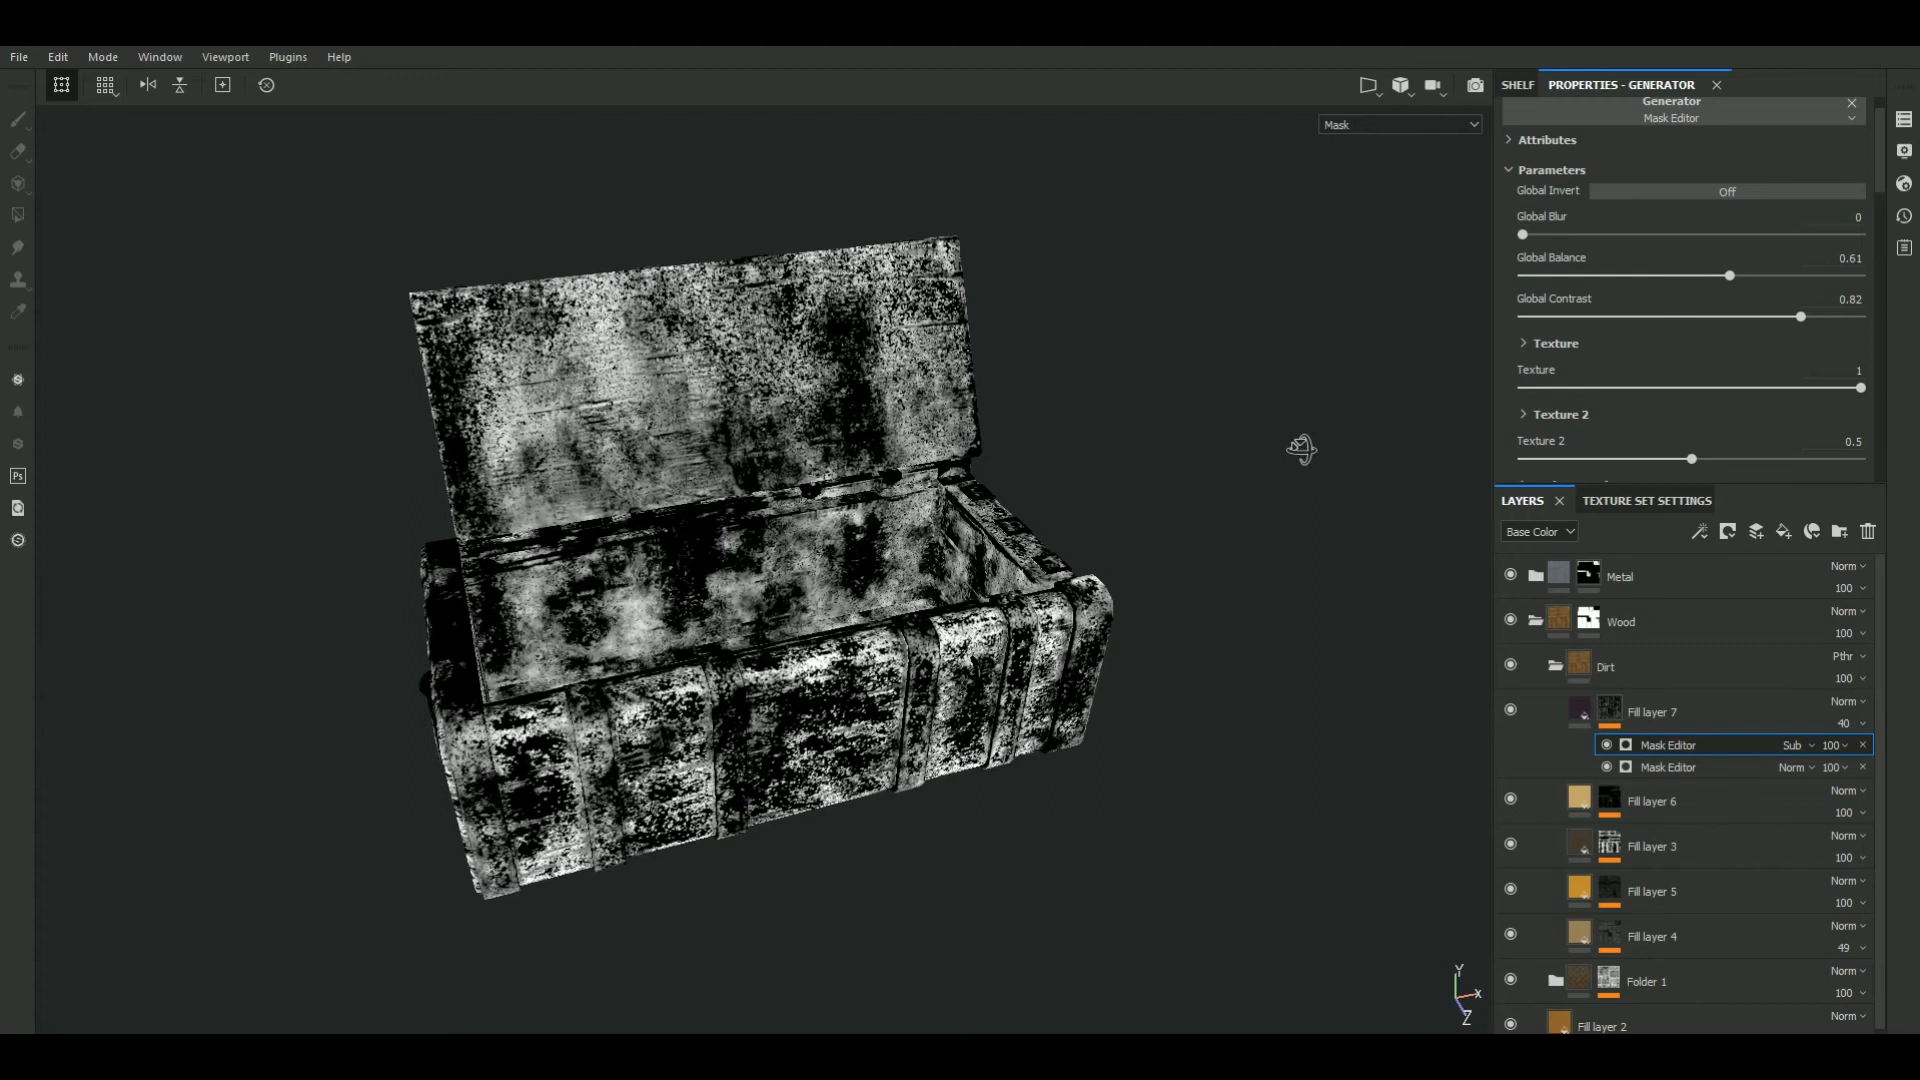 File Edit Mode Window Viewport Plugins Help
SHELF PROPERTIES - GENERATOR
Generator
Mask Editor
Mask
Attributes
Parameters
Global Invert Off
Global Blur 0
Global Balance 0.61
Global Contrast 0.82
Texture
Texture 1
Texture 2
Texture 2 0.5
LAYERS TEXTURE SET SETTINGS
Base Color
Metal Norm
100
Wood Norm
100
Dirt Pthr
100
Fill layer 7 Norm
40
Mask Editor Sub 100
Mask Editor Norm 100
Fill layer 6 Norm
100
Fill layer 3 Norm
100
Fill layer 5 Norm
100
Fill layer 4 Norm
49
Folder 1 Norm
100
Fill layer 2 Norm
Ps
Y
X
Z